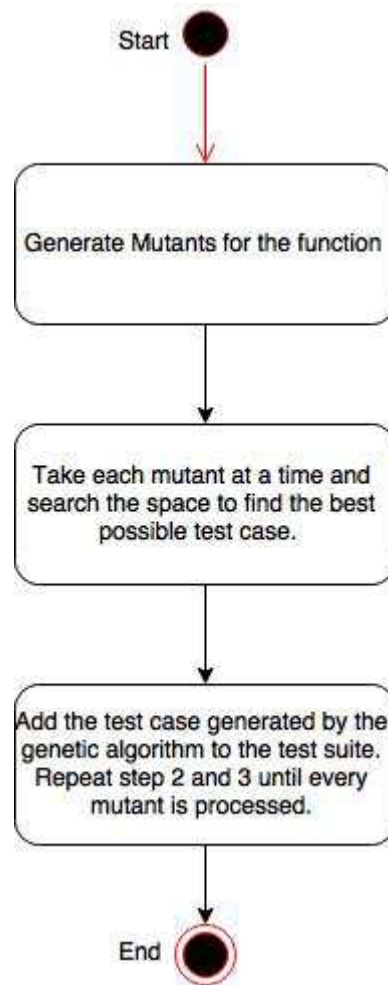 Start
Generate Mutants for the function
Take each mutant at a time and
search the space to find the best
possible test case.
Add the test case generated by the
genetic algorithm to the test suite.
Repeat step 2 and 3 until every
mutant is processed.
End